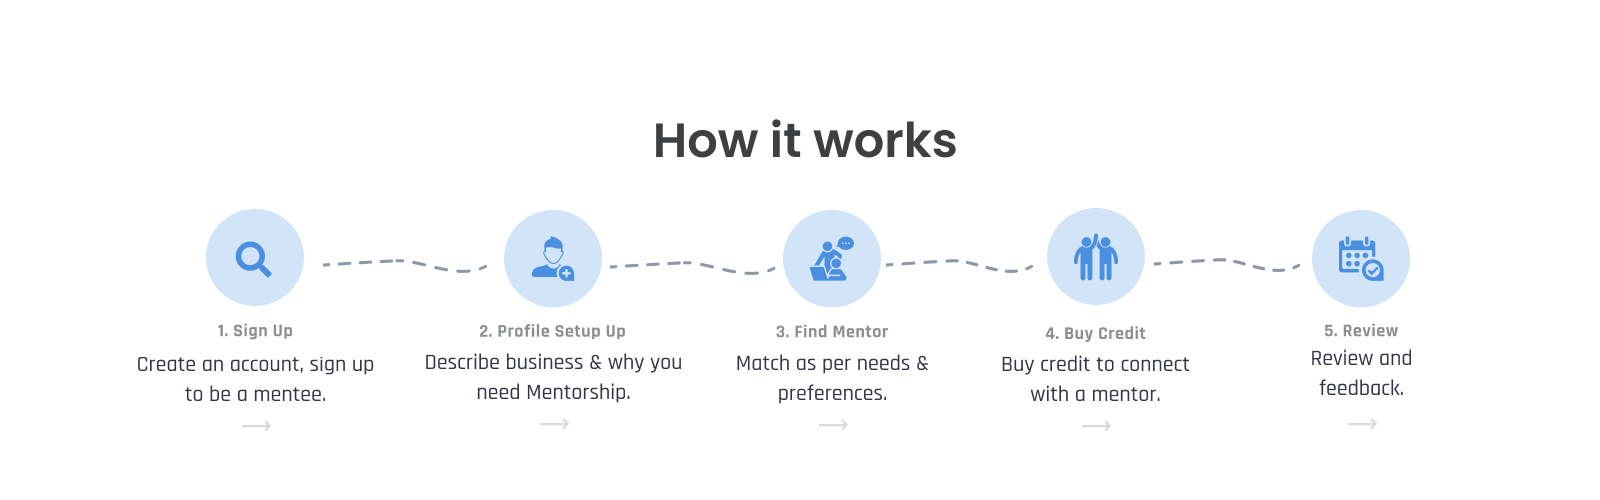 How it works
1. Sign Up
Create an account, sign up
to be a mentee.
2. Profile Setup Up
Describe business & why you
need Mentorship.
3. Find Mentor
Match as per needs &
preferences.
4. Buy Credit
Buy credit to connect
with a mentor.
5. Review
Review and
feedback.